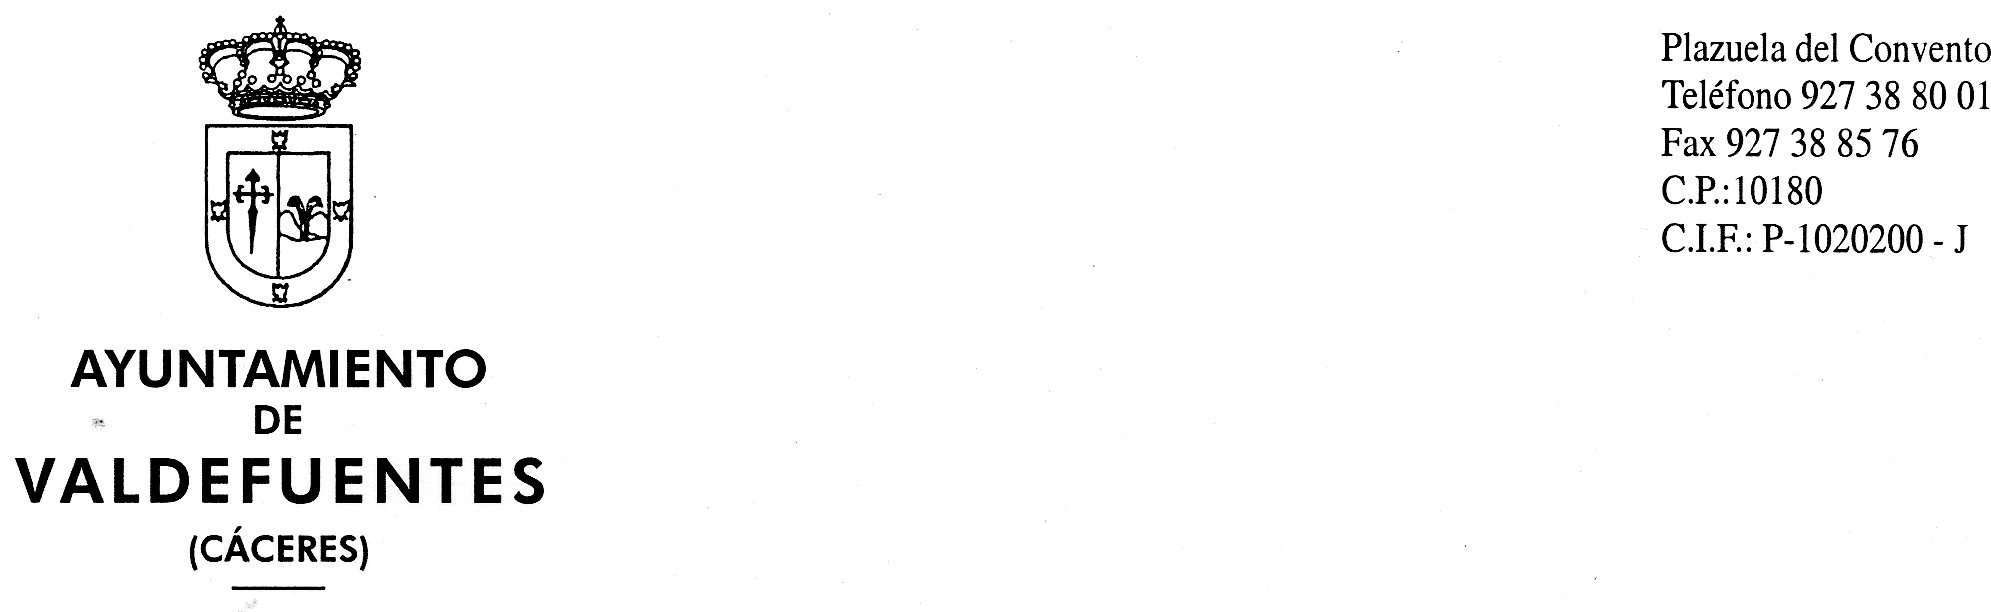 AYUNTAMIENTO
DE
VALDEFUENTES
(CÁCERES)
Plazuela del Convento
Teléfono 927 38 80 01
Fax 927 38 85 76
C.P.:10180
C.I.F.: P-1020200 - J